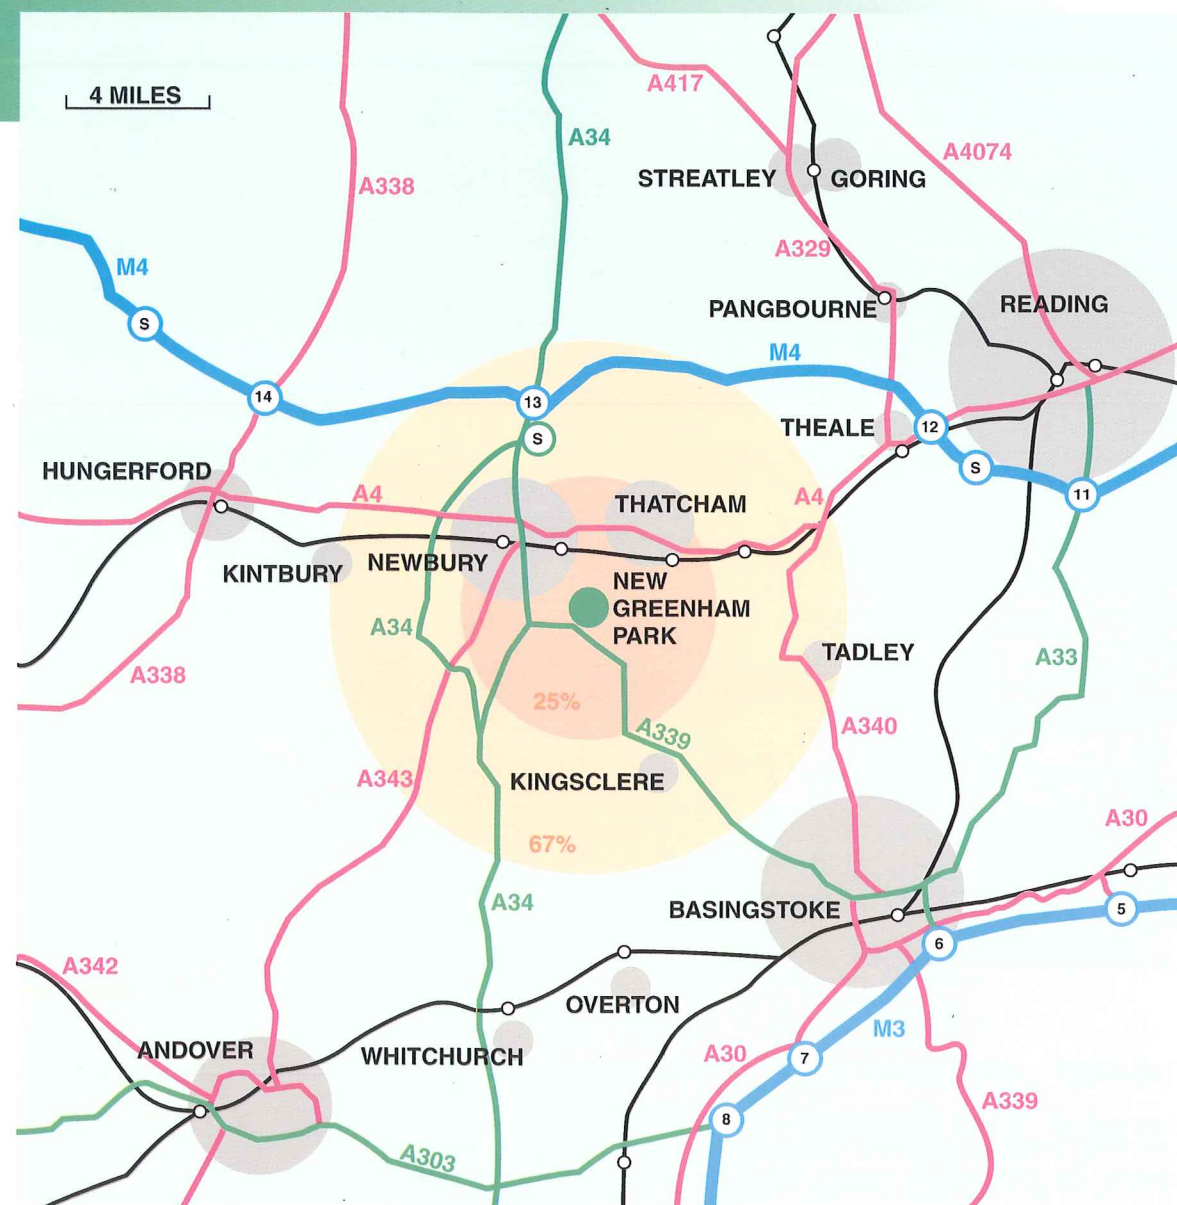 4 MILES
A417
A34
A4074
A338
STREATLEY
GORING
A329
M4
S
PANGBOURNE
READING
M4
14
13
THEALE
12
S
S
11
HUNGERFORD
A4
THATCHAM
A4
KINTBURY
NEWBURY
NEW
GREENHAM
PARK
A34
TADLEY
A33
A338
25%
A339
A340
A343
KINGSCLERE
67%
A30
A34
BASINGSTOKE
5
6
A342
OVERTON
M3
ANDOVER
WHITCHURCH
A30
7
A339
8
A303